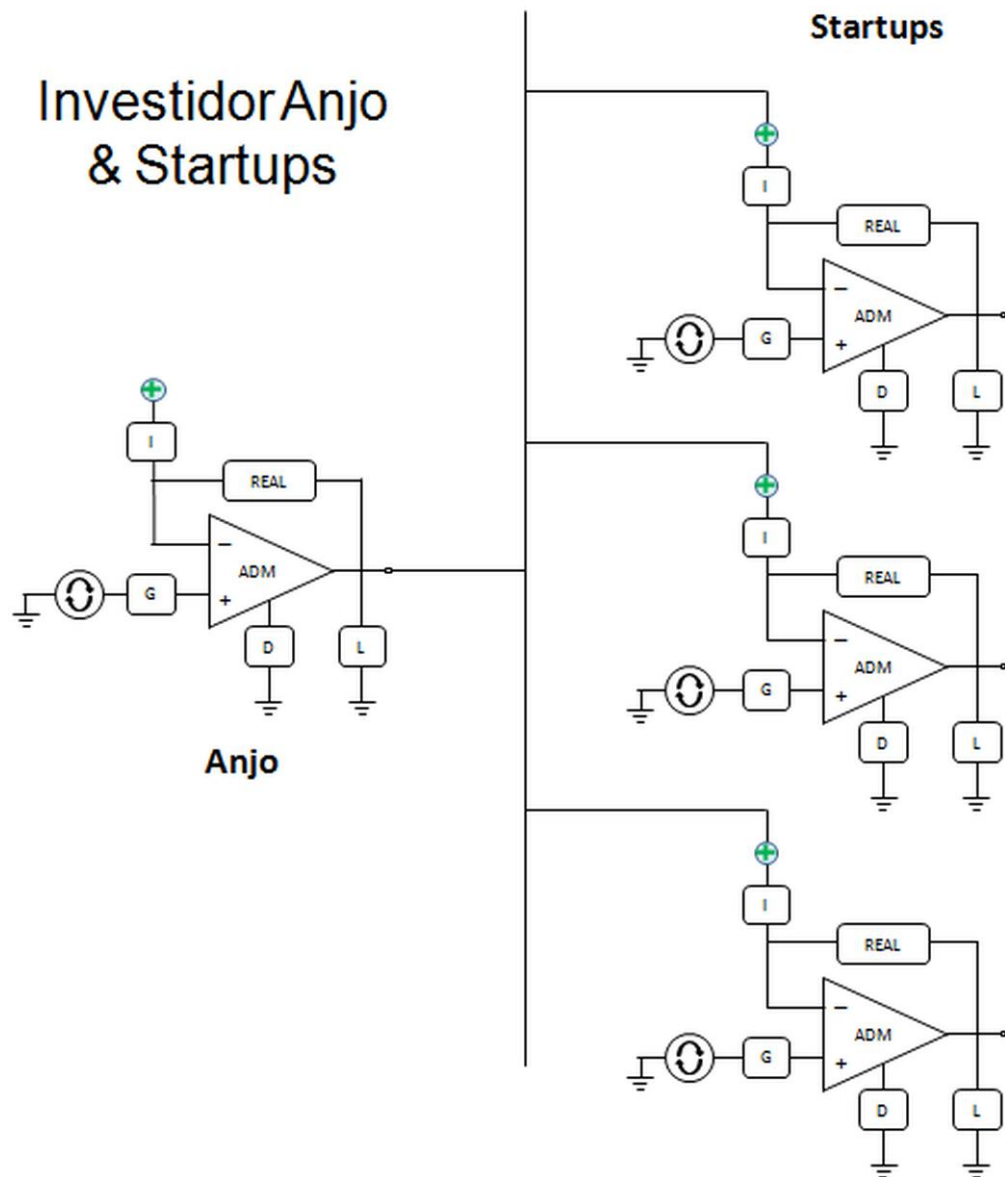 Startups
Investidor Anjo
& Startups
I
REAL
−
ADM
+
G
D
L
I
REAL
−
ADM
+
G
D
L
Anjo
I
REAL
−
ADM
+
G
D
L
I
REAL
−
ADM
+
G
D
L